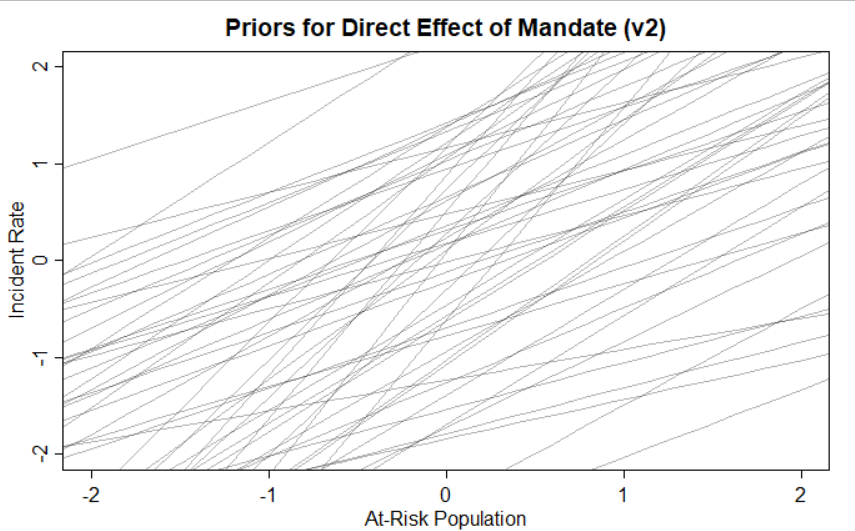 Priors for Direct Effect of Mandate (v2)
2
1
0
-1
-2
Incident Rate
-2 -1 0 1 2
At-Risk Population